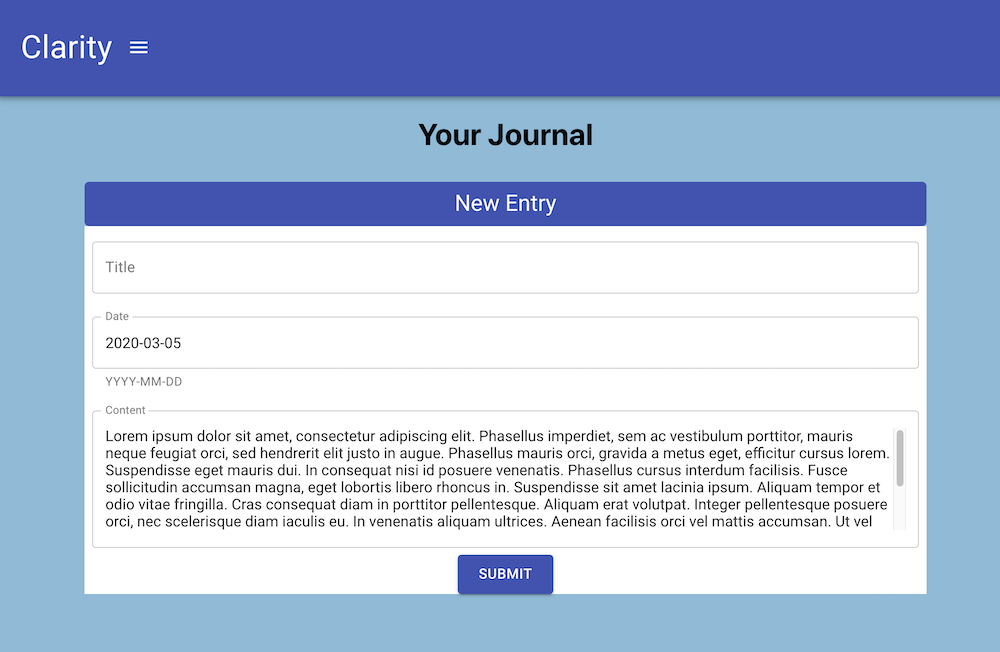 Clarity
Your Journal
New Entry
Title
Date
2020-03-05
YYYY-MM-DD
Content
Lorem ipsum dolor sit amet, consectetur adipiscing elit. Phasellus imperdiet, sem ac vestibulum porttitor, mauris
neque feugiat orci, sed hendrerit elit justo in augue. Phasellus mauris orci, gravida a metus eget, efficitur cursus lorem.
Suspendisse eget mauris dui. In consequat nisi id posuere venenatis. Phasellus cursus interdum facilisis. Fusce
sollicitudin accumsan magna, eget lobortis libero rhoncus in. Suspendisse sit amet lacinia ipsum. Aliquam tempor et
odio vitae fringilla. Cras consequat diam in porttitor pellentesque. Aliquam erat volutpat. Integer pellentesque posuere
orci, nec scelerisque diam iaculis eu. In venenatis aliquam ultrices. Aenean facilisis orci vel mattis accumsan. Ut vel
SUBMIT